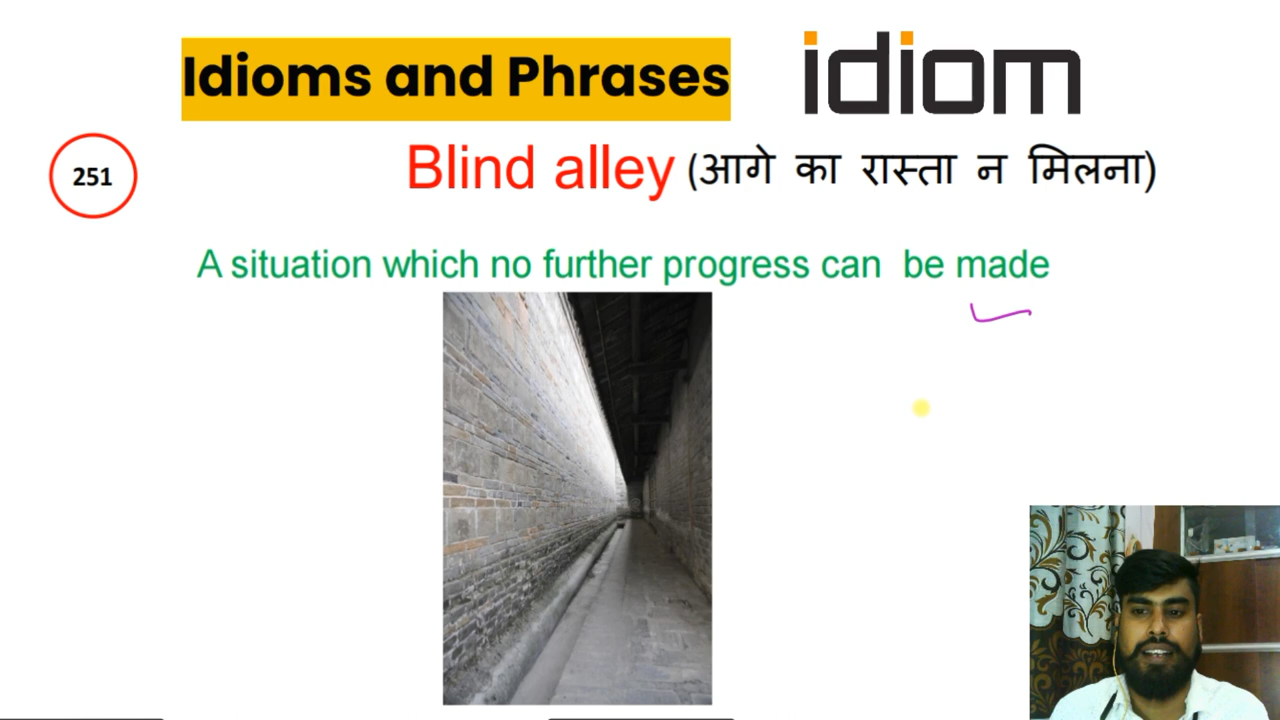 Idioms and Phrases
idiom
251
Blind alley (आगे का रास्ता न मिलना)
A situation which no further progress can be made